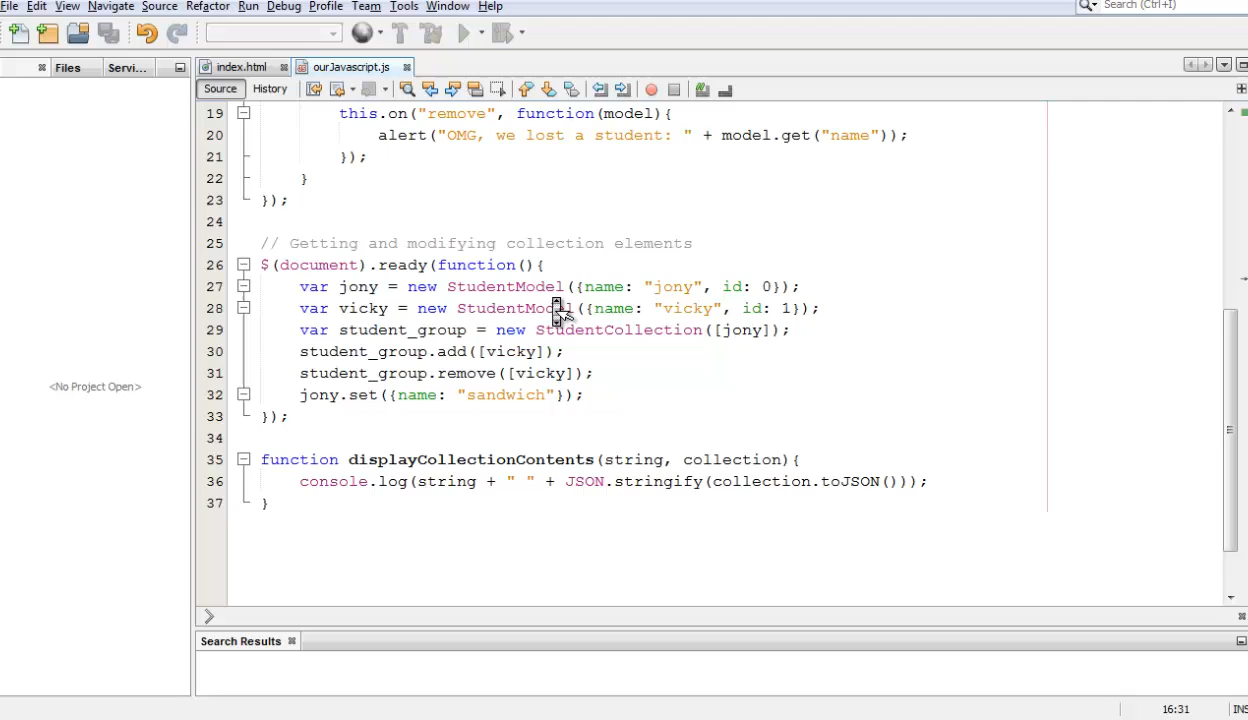 File Edit View Navigate Source Refactor Run Debug Profile Team Tools Window Help
Search (Ctrl+I)
Files Servi... index.html ourJavascript.js
Source History
19 this.on("remove", function(model){
20 alert("OMG, we lost a student: " + model.get("name"));
21 });
22 }
23 });
24
25 // Getting and modifying collection elements
26 $(document).ready(function(){
27 var jony = new StudentModel({name: "jony", id: 0});
28 var vicky = new StudentModel({name: "vicky", id: 1});
29 var student_group = new StudentCollection([jony]);
30 student_group.add([vicky]);
31 student_group.remove([vicky]);
32 jony.set({name: "sandwich"});
33 });
34
35 function displayCollectionContents(string, collection){
36 console.log(string + " " + JSON.stringify(collection.toJSON()));
37 }
<No Project Open>
Search Results
16:31 INS